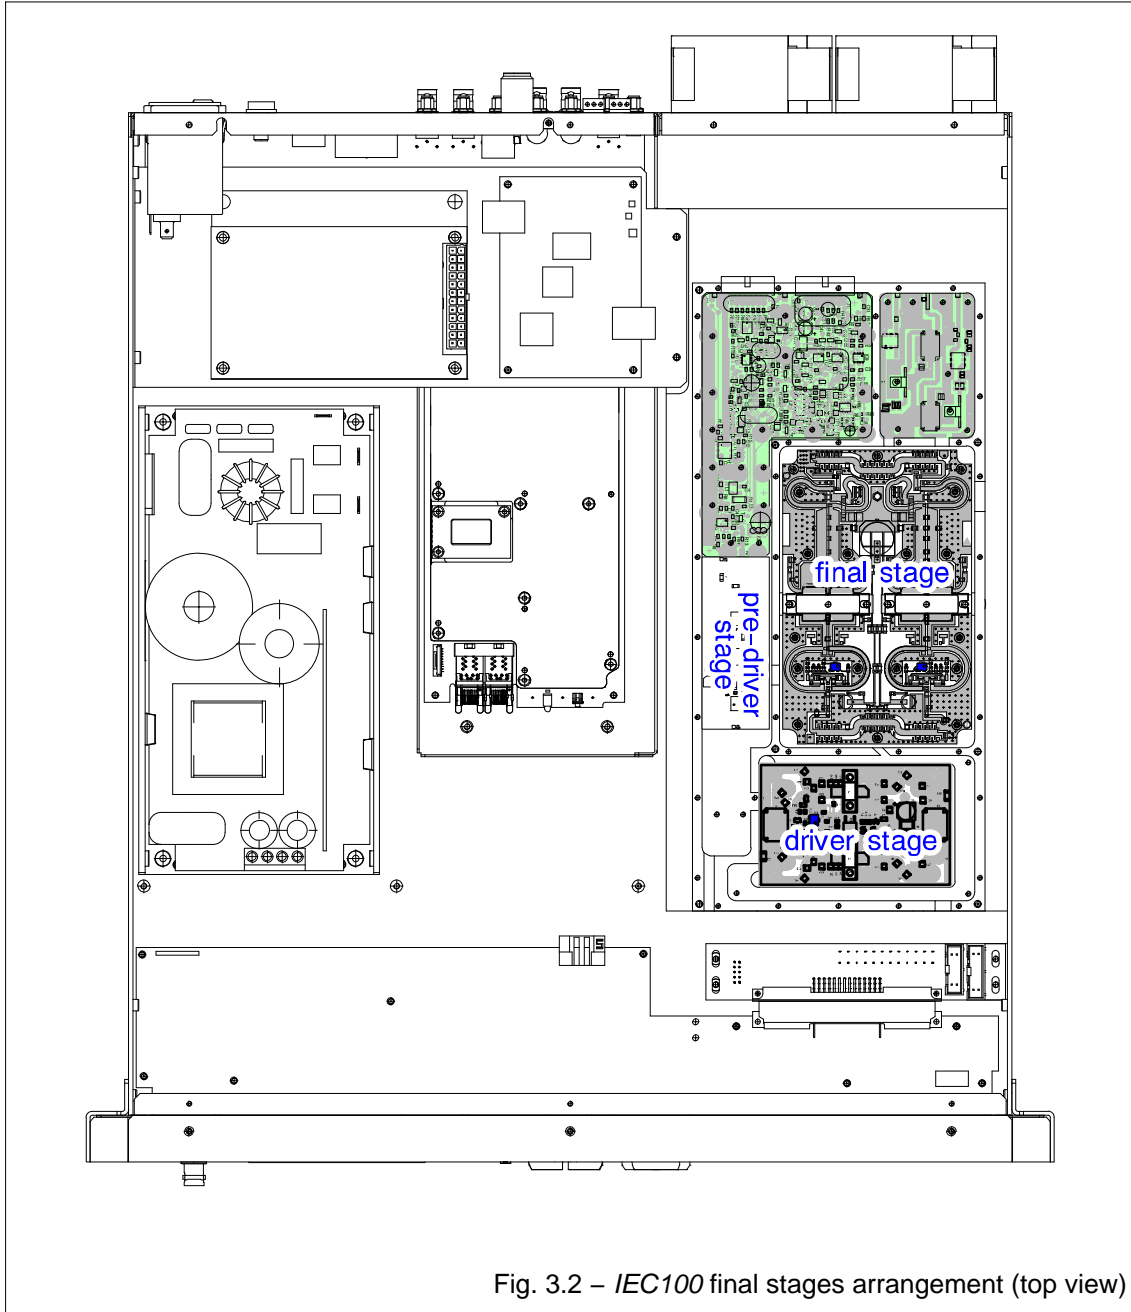 final stage
pre-driver
stage
driver stage
Fig. 3.2 – IEC100 final stages arrangement (top view)